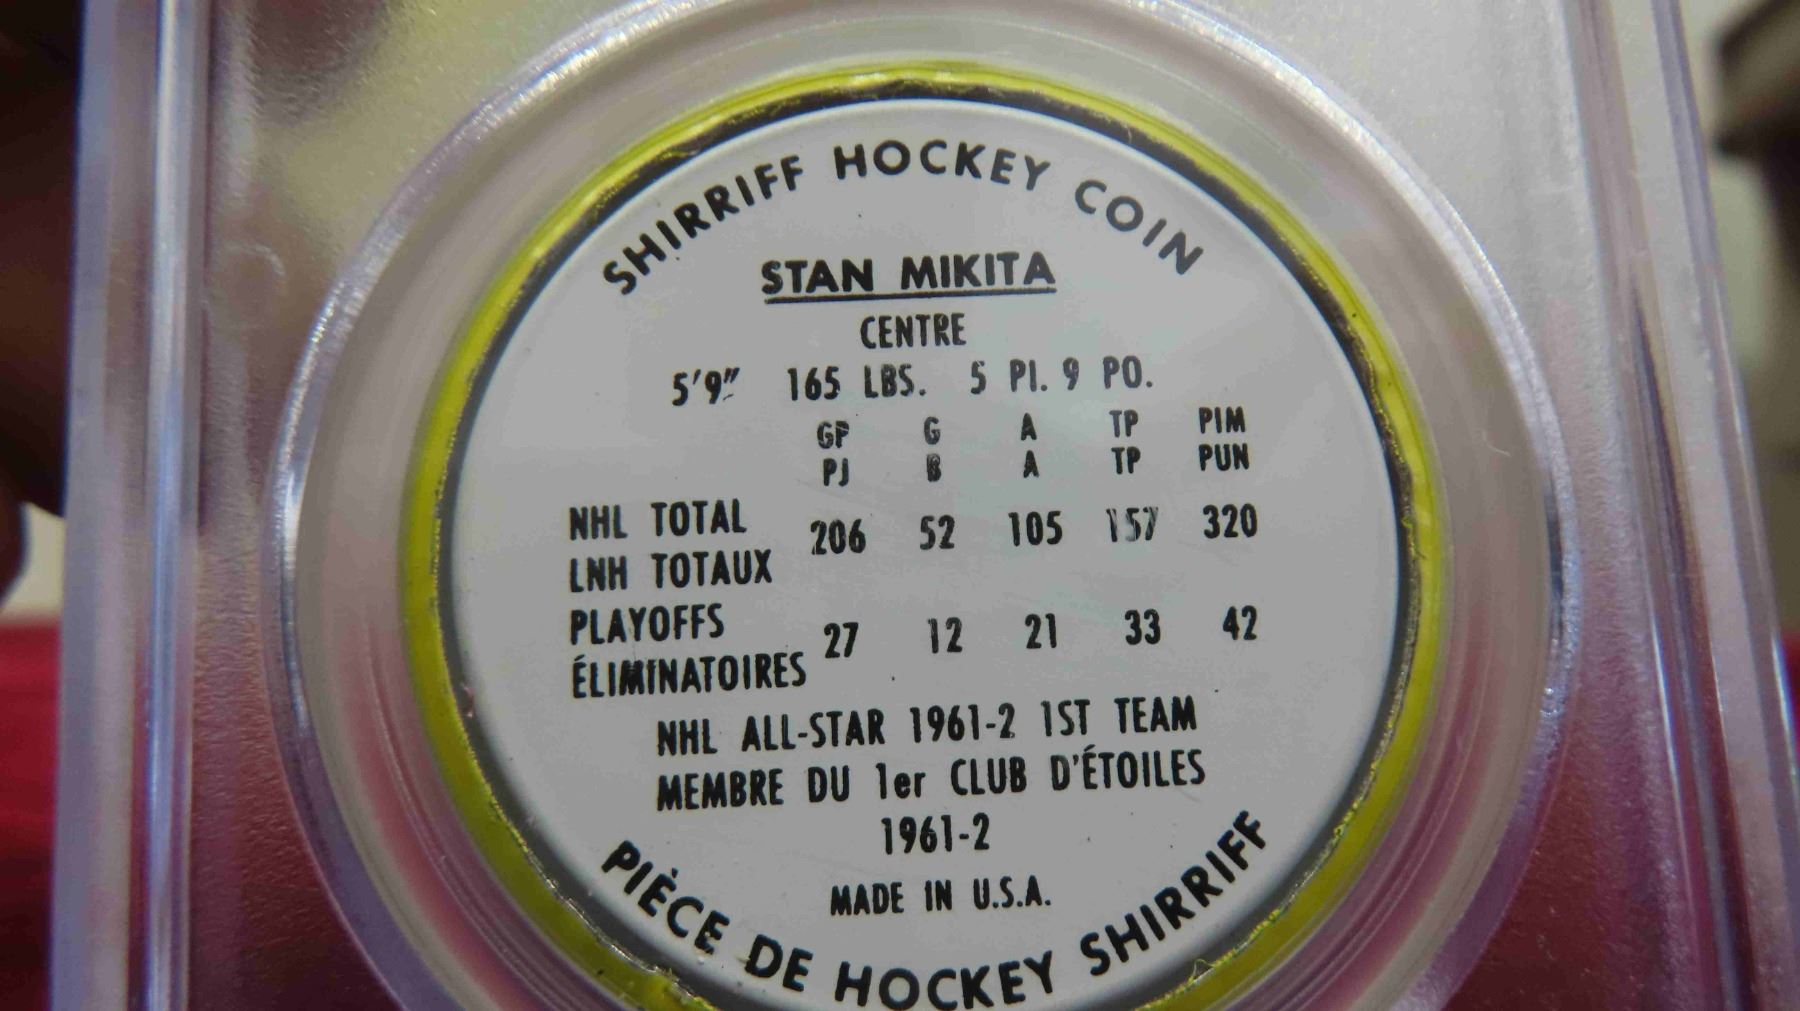 SHIRRIFF HOCKEY COIN
STAN MIKITA
CENTRE
5'9" 165 LBS. 5 PI. 9 PO.
GP G A TP PIM
PJ B A TP PUN
NHL TOTAL 206 52 105 157 320
LNH TOTAUX
PLAYOFFS 27 12 21 33 42
ÉLIMINATOIRES
NHL ALL-STAR 1961-2 1ST TEAM
MEMBRE DU 1er CLUB D'ÉTOILES
1961-2
MADE IN U.S.A.
PIÈCE DE HOCKEY SHIRRIFF